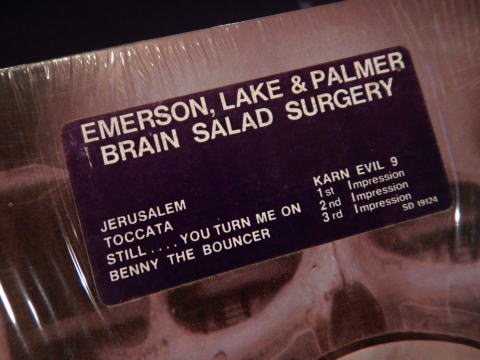 EMERSON, LAKE & PALMER
BRAIN SALAD SURGERY
JERUSALEM
TOCCATA
STILL....YOU TURN ME ON
BENNY THE BOUNCER
KARN EVIL 9
1st Impression
2nd Impression
3rd Impression
SD 19124